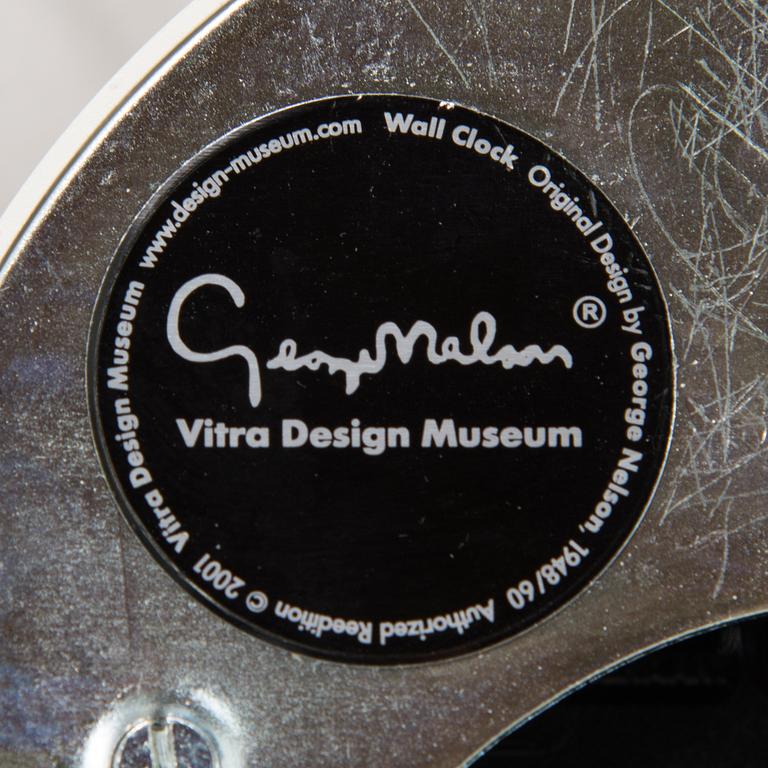 Wall Clock Original Design by George Nelson, 1948/60 Authorized Reedition © 2001 Vitra Design Museum www.design-museum.com
George Nelson ®
Vitra Design Museum